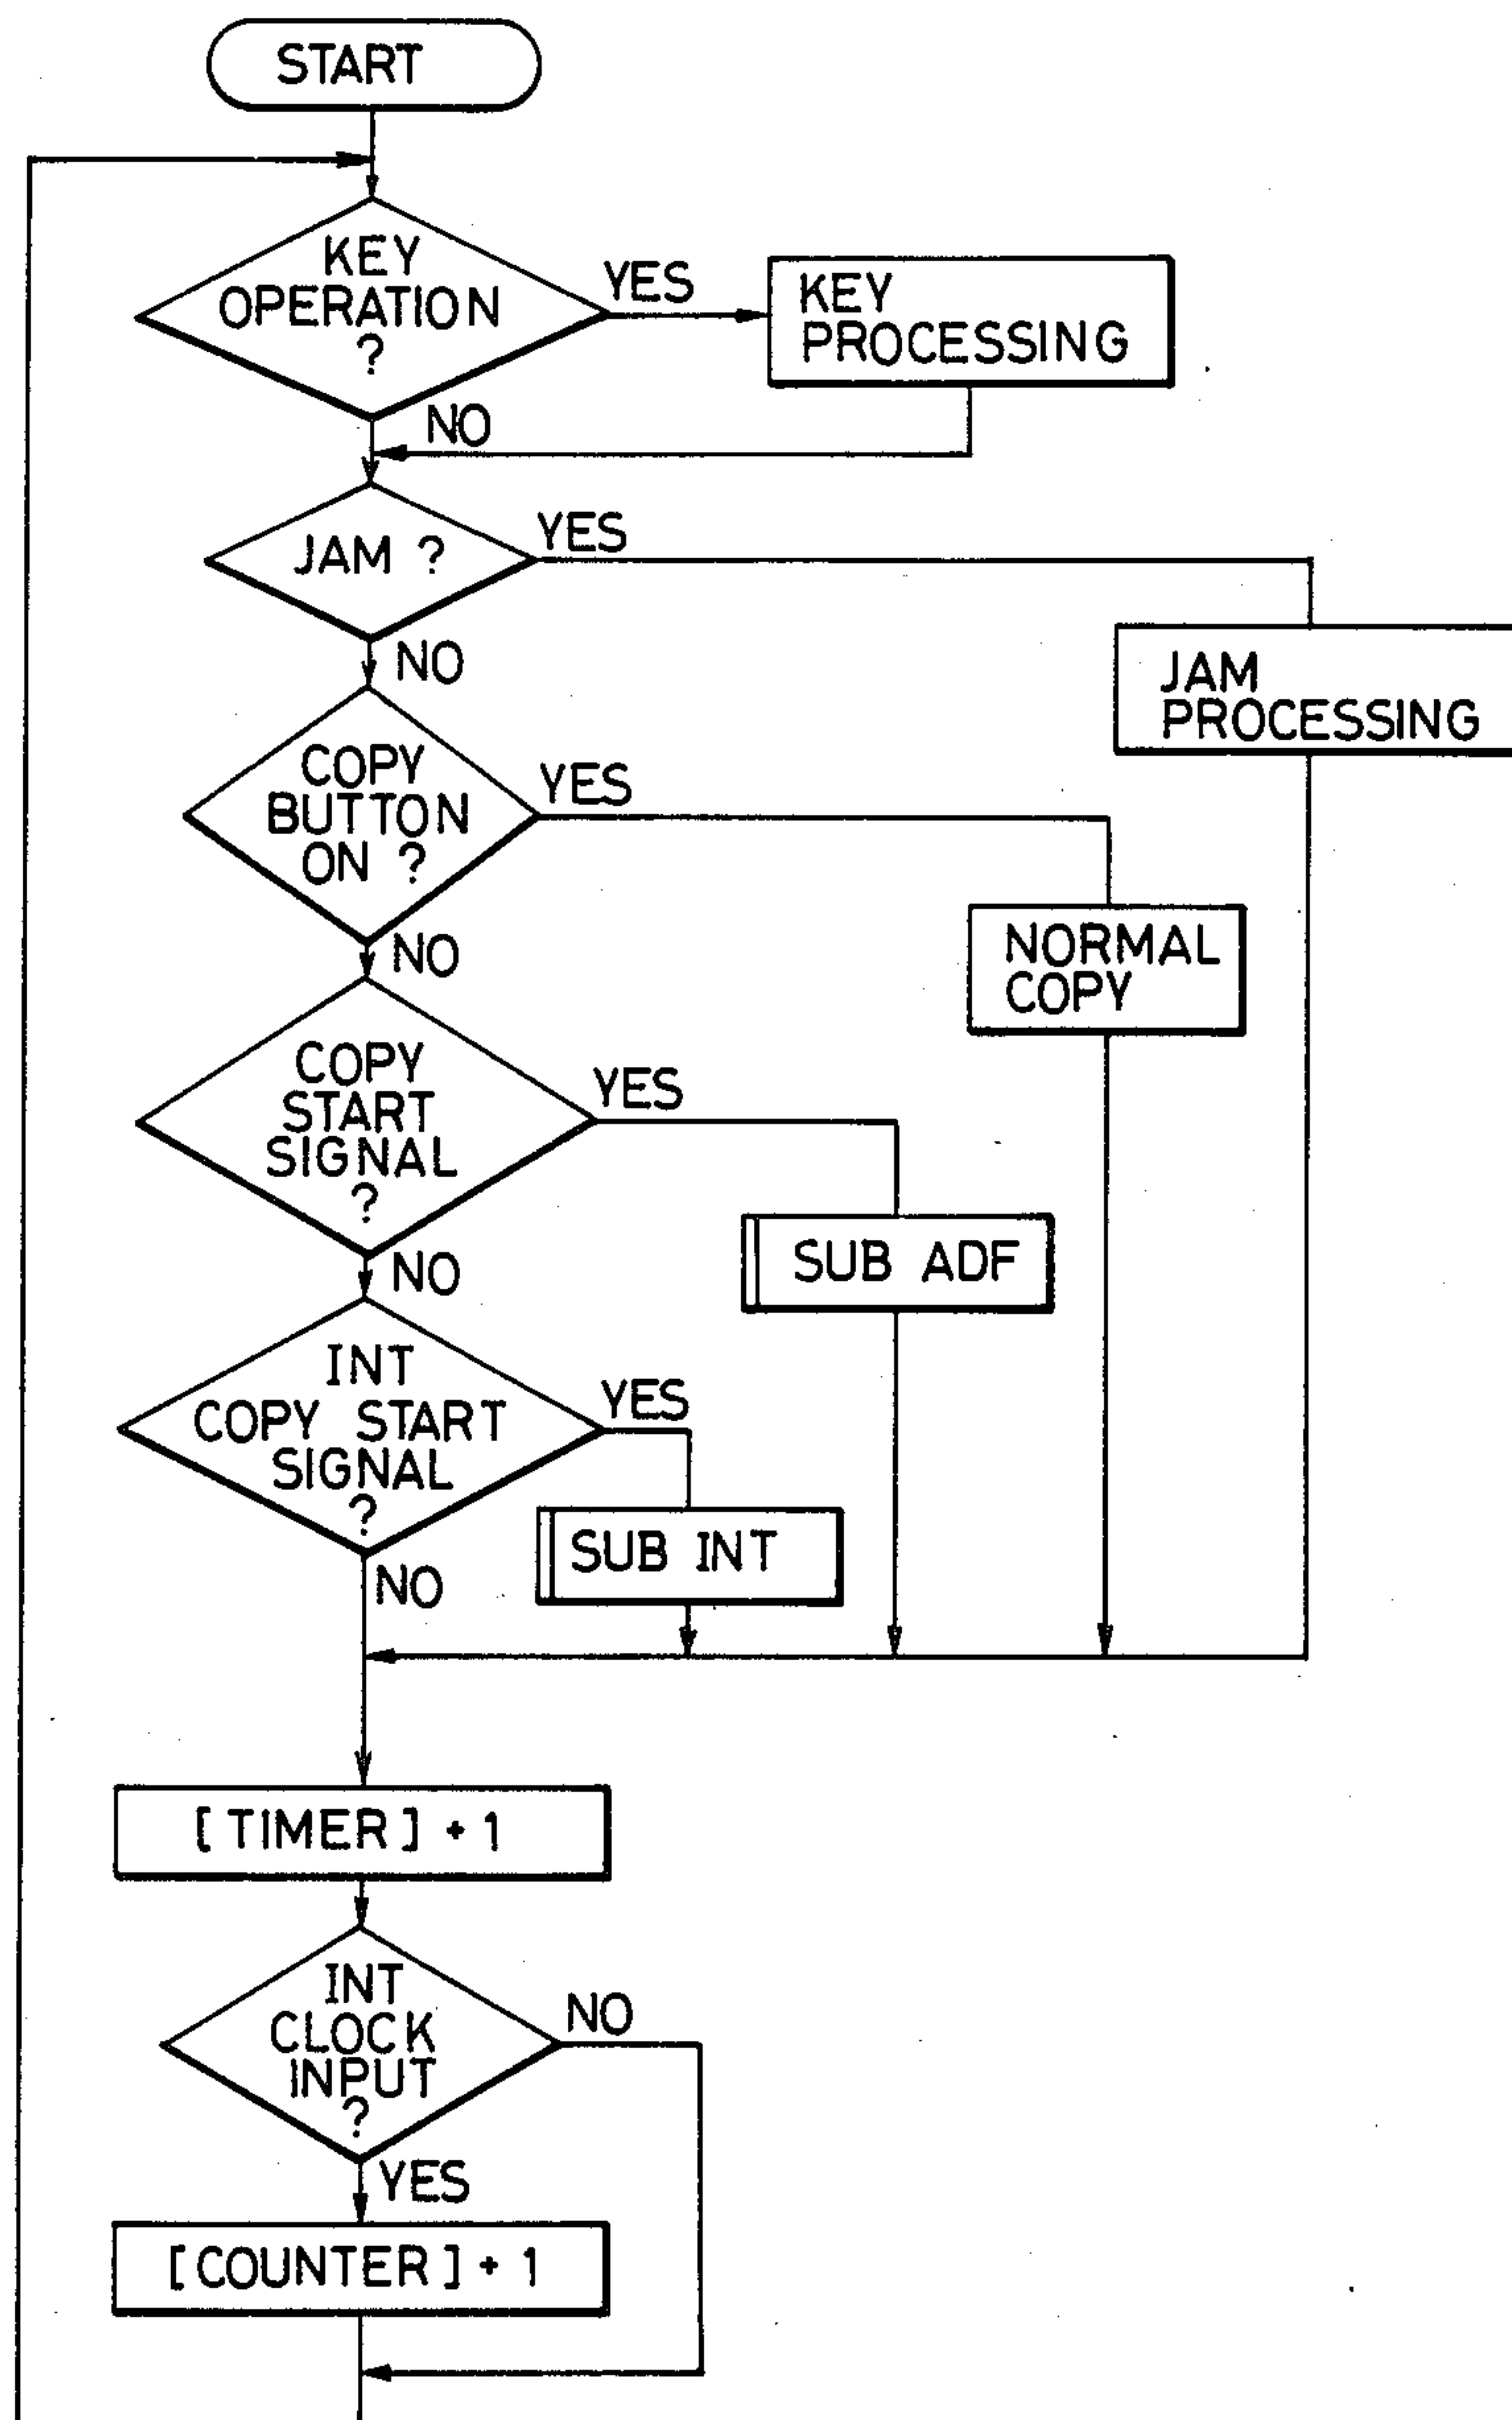 START
KEY
OPERATION
?
YES
KEY
PROCESSING
NO
JAM ?
YES
NO
JAM
PROCESSING
COPY
BUTTON
ON ?
YES
NO
NORMAL
COPY
COPY
START
SIGNAL
?
YES
NO
SUB ADF
INT
COPY START
SIGNAL
?
YES
SUB INT
NO
[TIMER] + 1
INT
CLOCK
INPUT
?
NO
YES
[COUNTER] + 1